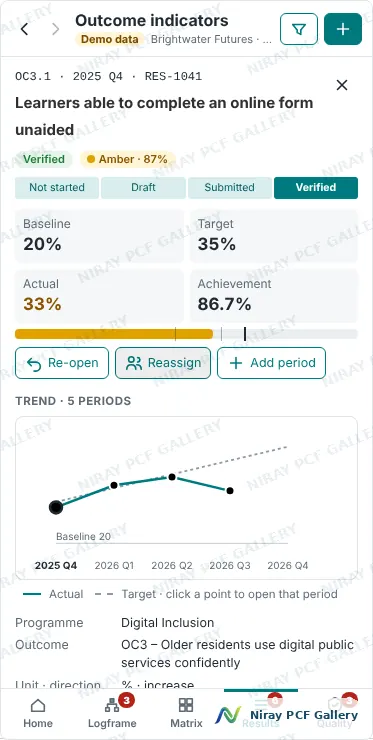 Outcome indicators
Demo data · Brightwater Futures · ...
OC3.1 · 2025 Q4 · RES-1041
Learners able to complete an online form
unaided
Verified
Amber · 87%
Not started
Draft
Submitted
Verified
Baseline
20%
Target
35%
Actual
33%
Achievement
86.7%
Re-open
Reassign
Add period
TREND · 5 PERIODS
Baseline 20
2025 Q4
2026 Q1
2026 Q2
2026 Q3
2026 Q4
Actual
Target · click a point to open that period
Programme
Digital Inclusion
Outcome
OC3 – Older residents use digital public
services confidently
Unit · direction
% · increase
Home
3
Logframe
Matrix
6
Results
Quality
Niray PCF Gallery
NIRAY PCF GALLERY